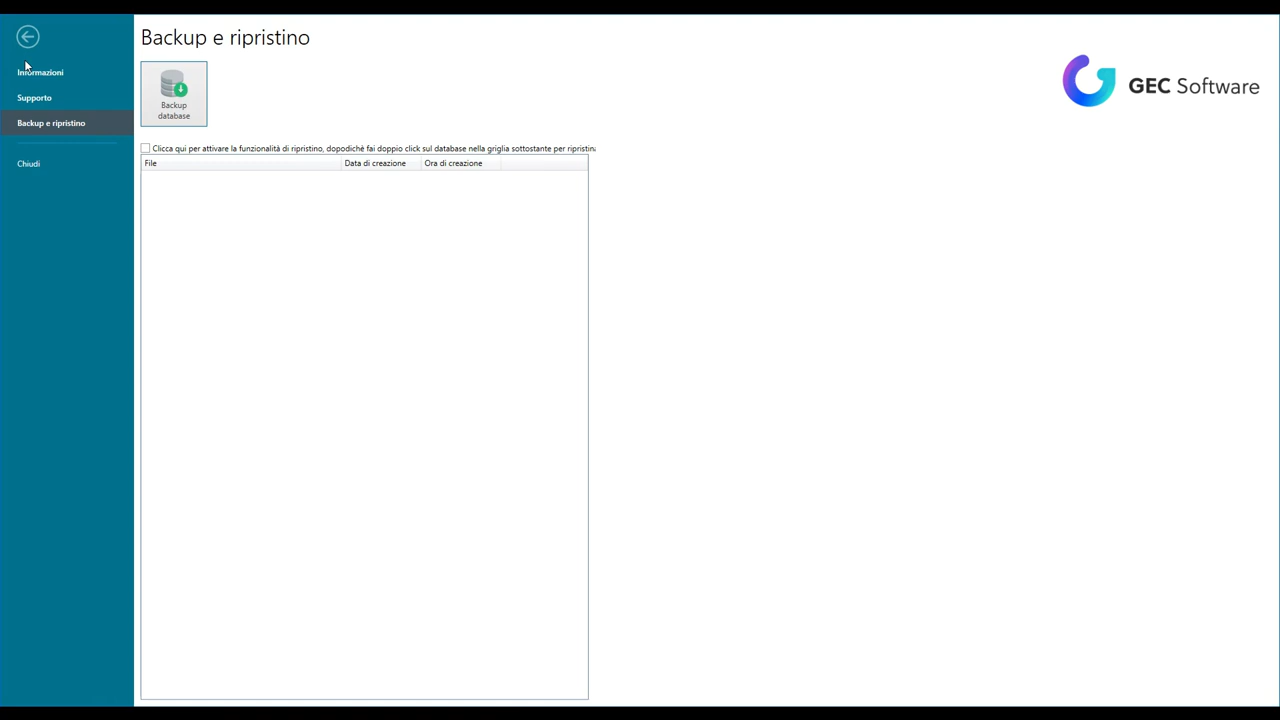 Backup e ripristino
GEC Software
Informazioni
Supporto
Backup e ripristino
Chiudi
Backup
database
Clicca qui per attivare la funzionalità di ripristino, dopodichè fai doppio click sul database nella griglia sottostante per ripristin
File Data di creazione Ora di creazione